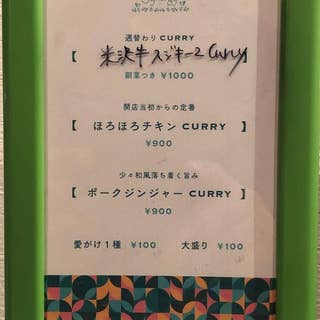 週替わり CURRY
【 米沢牛スジキーマ Curry 】
副菜つき ¥1000
開店当初からの定番
【 ほろほろチキン CURRY 】
¥900
少々和風落ち着く旨み
【 ポークジンジャー CURRY 】
¥900
愛がけ1種 ¥100 大盛り ¥100